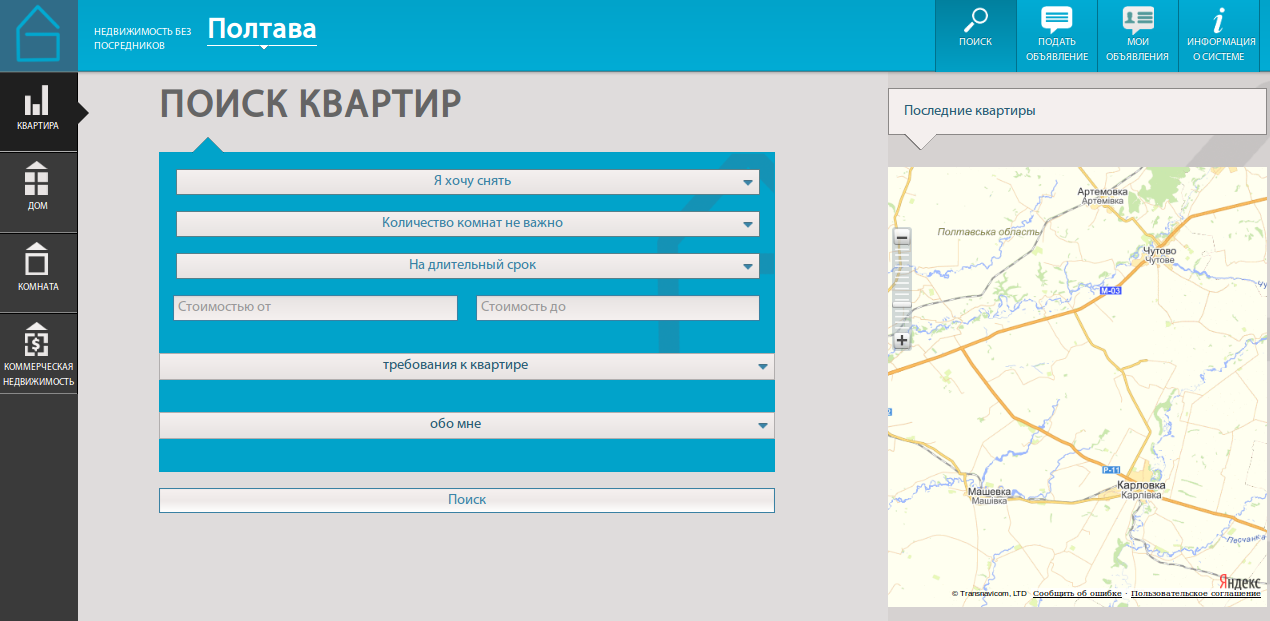 НЕДВИЖИМОСТЬ БЕЗ
ПОСРЕДНИКОВ
Полтава
ПОИСК
ПОДАТЬ
ОБЪЯВЛЕНИЕ
МОИ
ОБЪЯВЛЕНИЯ
ИНФОРМАЦИЯ
О СИСТЕМЕ
КВАРТИРА
ДОМ
КОМНАТА
КОММЕРЧЕСКАЯ
НЕДВИЖИМОСТЬ
ПОИСК КВАРТИР
Я хочу снять
Количество комнат не важно
На длительный срок
Стоимостью от
Стоимость до
требования к квартире
обо мне
Поиск
Последние квартиры
Артемовка
Артемівка
Полтавська область
Чутово
Чутове
М-03
Р-11
Карловка
Карлівка
Машевка
Машівка
Песчанка
Яндекс
© Transnavicom, LTD Сообщить об ошибке · Пользовательское соглашение